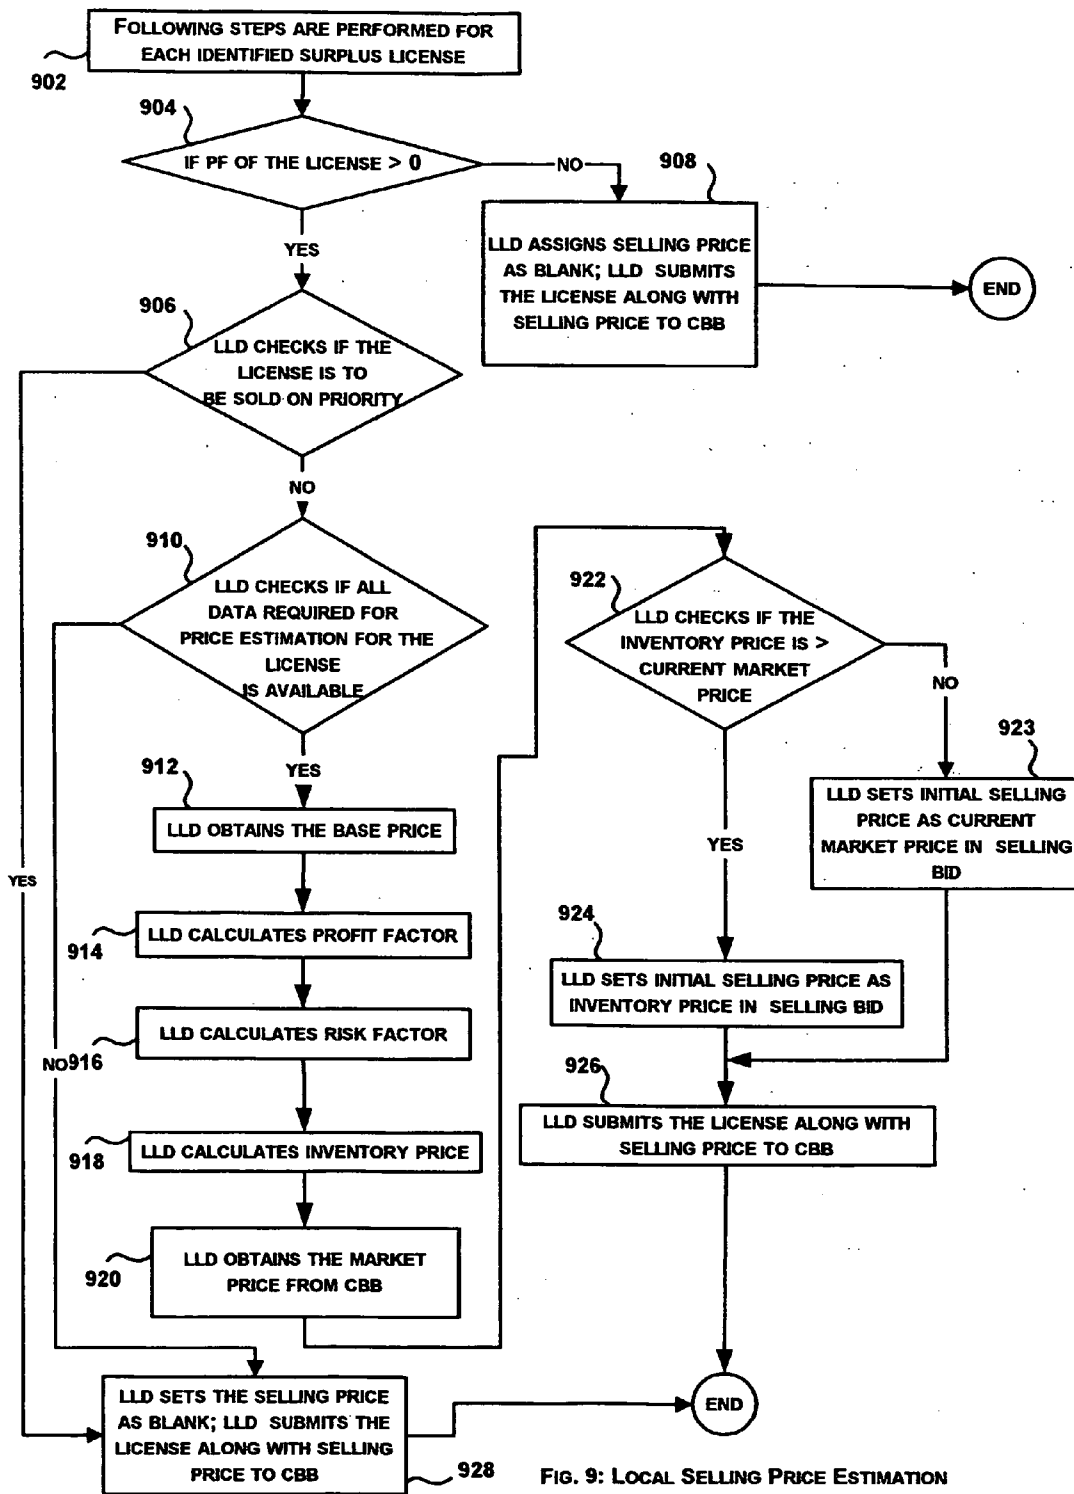 FOLLOWING STEPS ARE PERFORMED FOR
EACH IDENTIFIED SURPLUS LICENSE
902
904
IF PF OF THE LICENSE > 0
NO
908
YES
LLD ASSIGNS SELLING PRICE
AS BLANK; LLD SUBMITS
THE LICENSE ALONG WITH
SELLING PRICE TO CBB
END
906
LLD CHECKS IF THE
LICENSE IS TO
BE SOLD ON PRIORITY
NO
910
LLD CHECKS IF ALL
DATA REQUIRED FOR
PRICE ESTIMATION FOR THE
LICENSE
IS AVAILABLE
YES
912
LLD OBTAINS THE BASE PRICE
YES
914
LLD CALCULATES PROFIT FACTOR
916
LLD CALCULATES RISK FACTOR
NO
918
LLD CALCULATES INVENTORY PRICE
920
LLD OBTAINS THE MARKET
PRICE FROM CBB
922
LLD CHECKS IF THE
INVENTORY PRICE IS >
CURRENT MARKET
PRICE
NO
923
LLD SETS INITIAL SELLING
PRICE AS CURRENT
MARKET PRICE IN SELLING
BID
YES
924
LLD SETS INITIAL SELLING PRICE AS
INVENTORY PRICE IN SELLING BID
926
LLD SUBMITS THE LICENSE ALONG WITH
SELLING PRICE TO CBB
END
LLD SETS THE SELLING PRICE
AS BLANK; LLD SUBMITS THE
LICENSE ALONG WITH SELLING
PRICE TO CBB
928
FIG. 9: LOCAL SELLING PRICE ESTIMATION